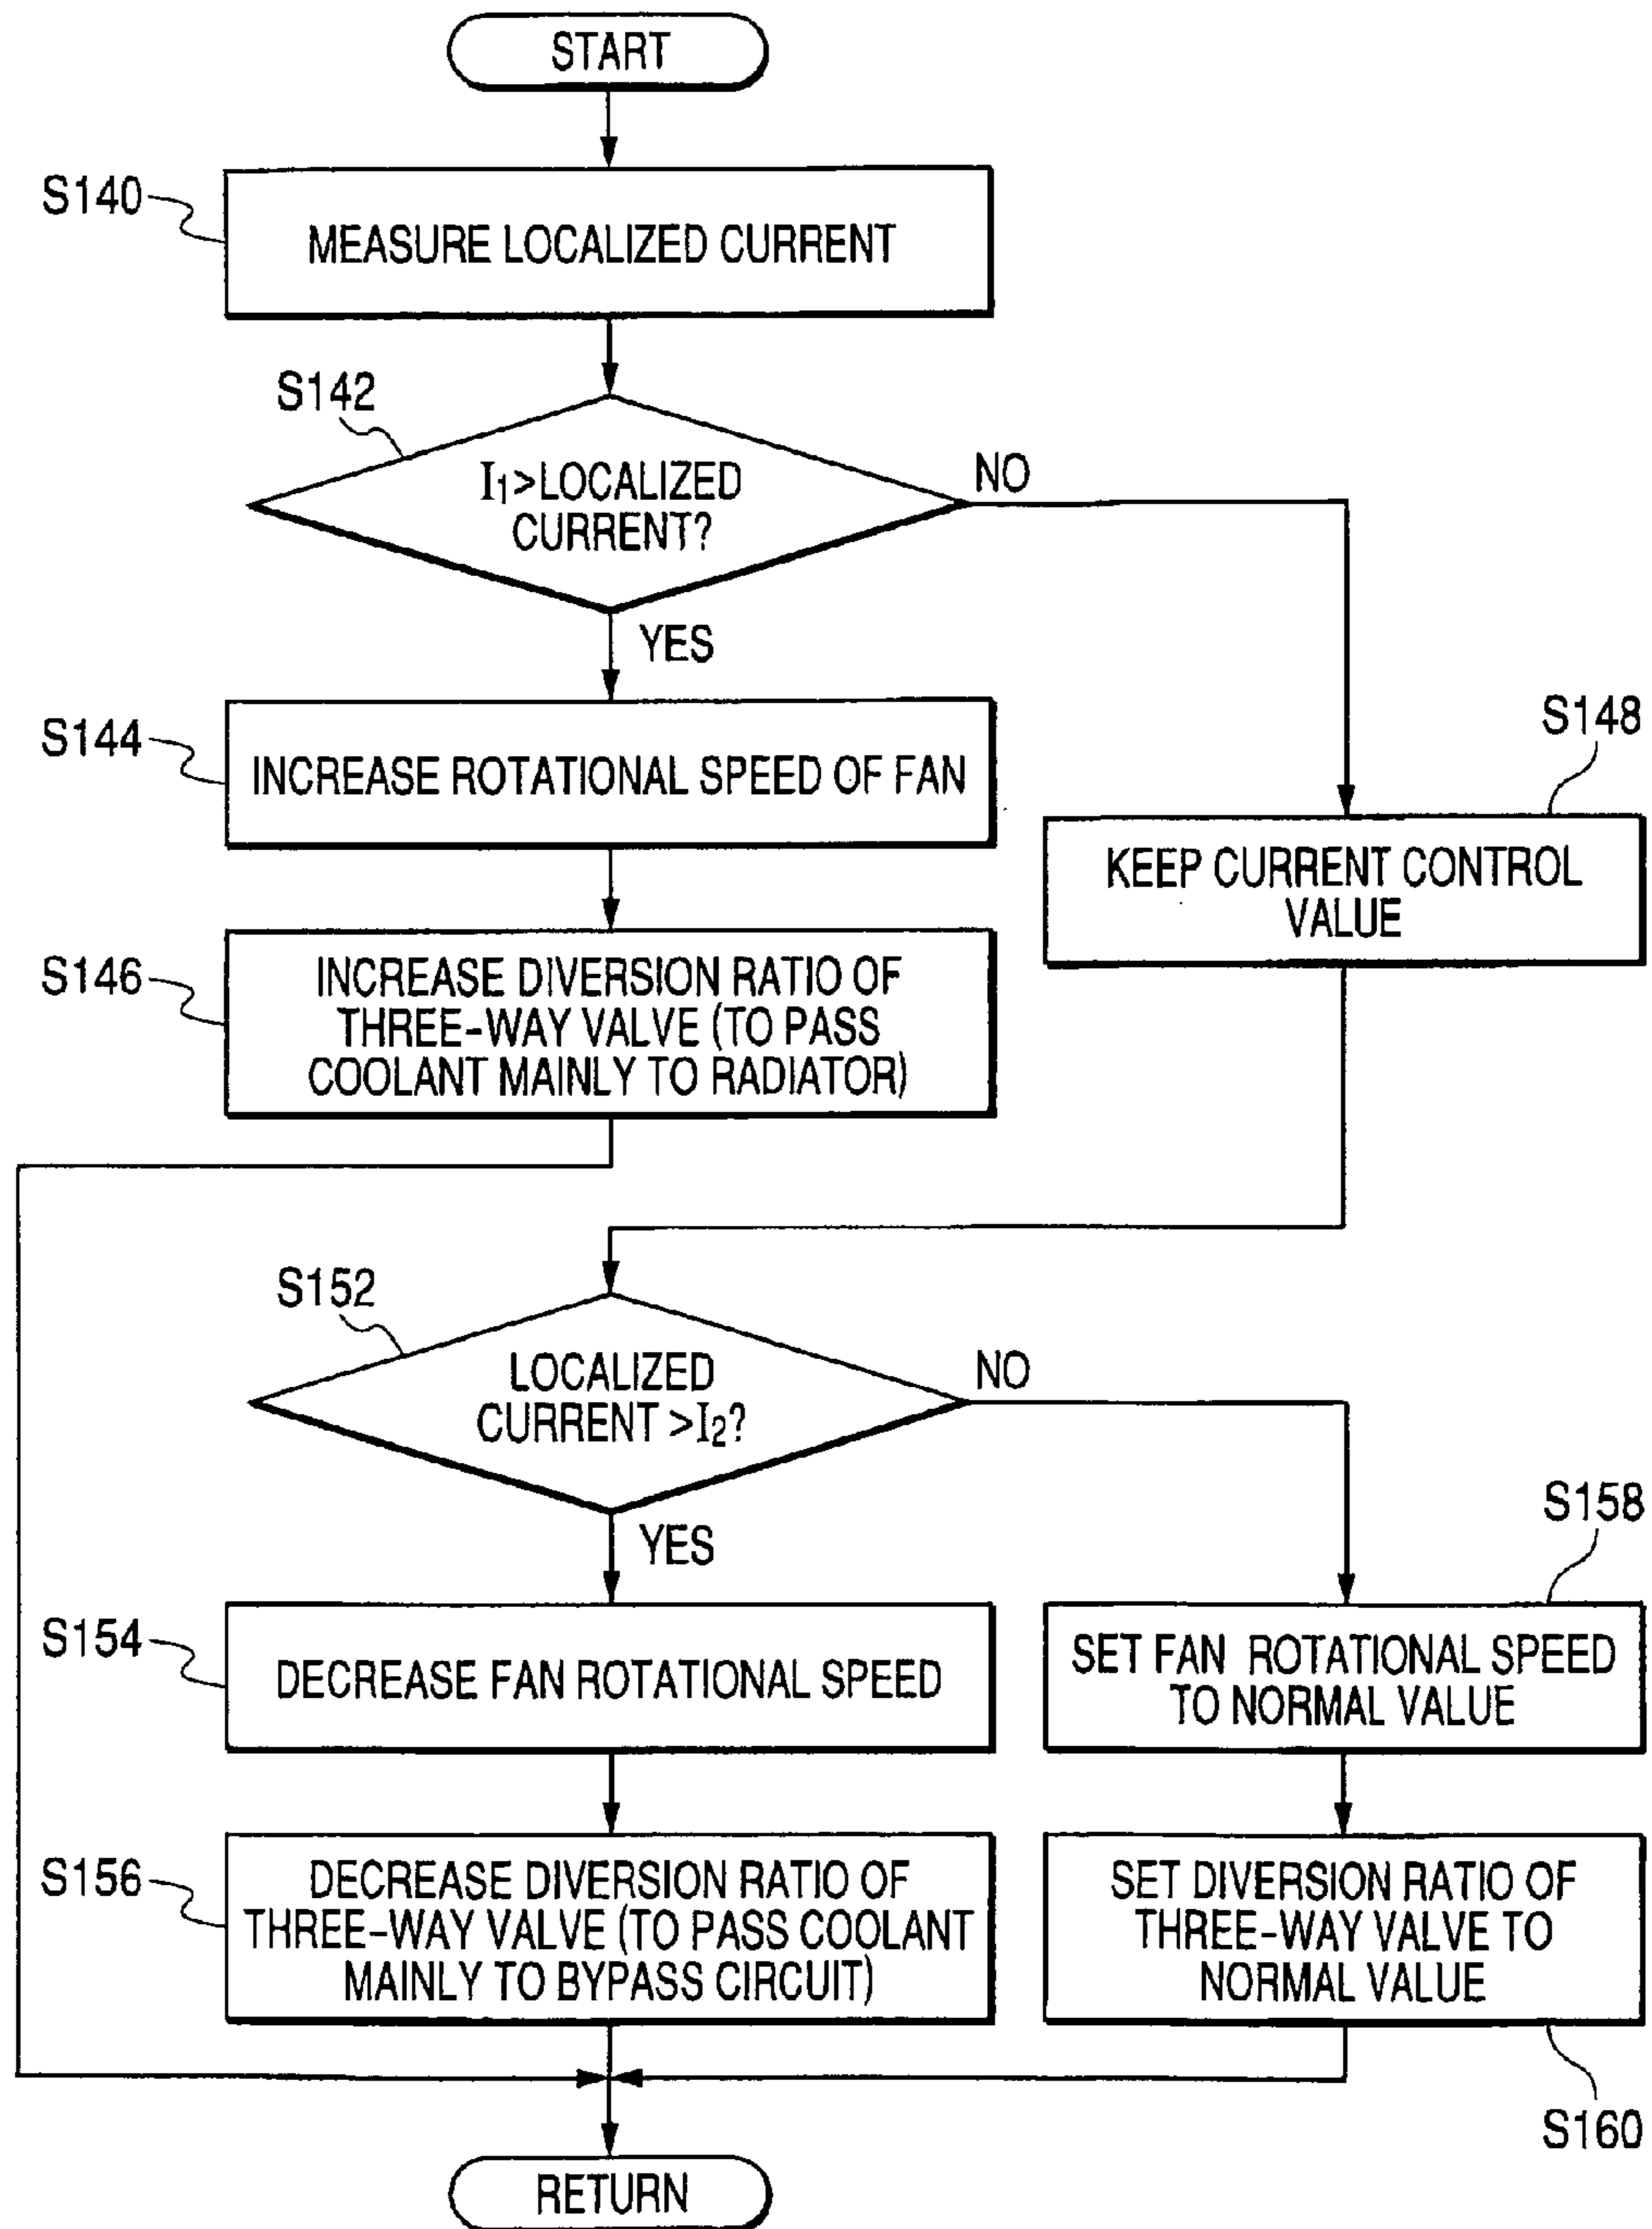 START
S140
MEASURE LOCALIZED CURRENT
S142
I₁>LOCALIZED
CURRENT?
NO
YES
S144
INCREASE ROTATIONAL SPEED OF FAN
S148
KEEP CURRENT CONTROL
VALUE
S146
INCREASE DIVERSION RATIO OF
THREE-WAY VALVE (TO PASS
COOLANT MAINLY TO RADIATOR)
S152
LOCALIZED
CURRENT >I₂?
NO
YES
S154
DECREASE FAN ROTATIONAL SPEED
S158
SET FAN ROTATIONAL SPEED
TO NORMAL VALUE
S156
DECREASE DIVERSION RATIO OF
THREE-WAY VALVE (TO PASS COOLANT
MAINLY TO BYPASS CIRCUIT)
SET DIVERSION RATIO OF
THREE-WAY VALVE TO
NORMAL VALUE
S160
RETURN